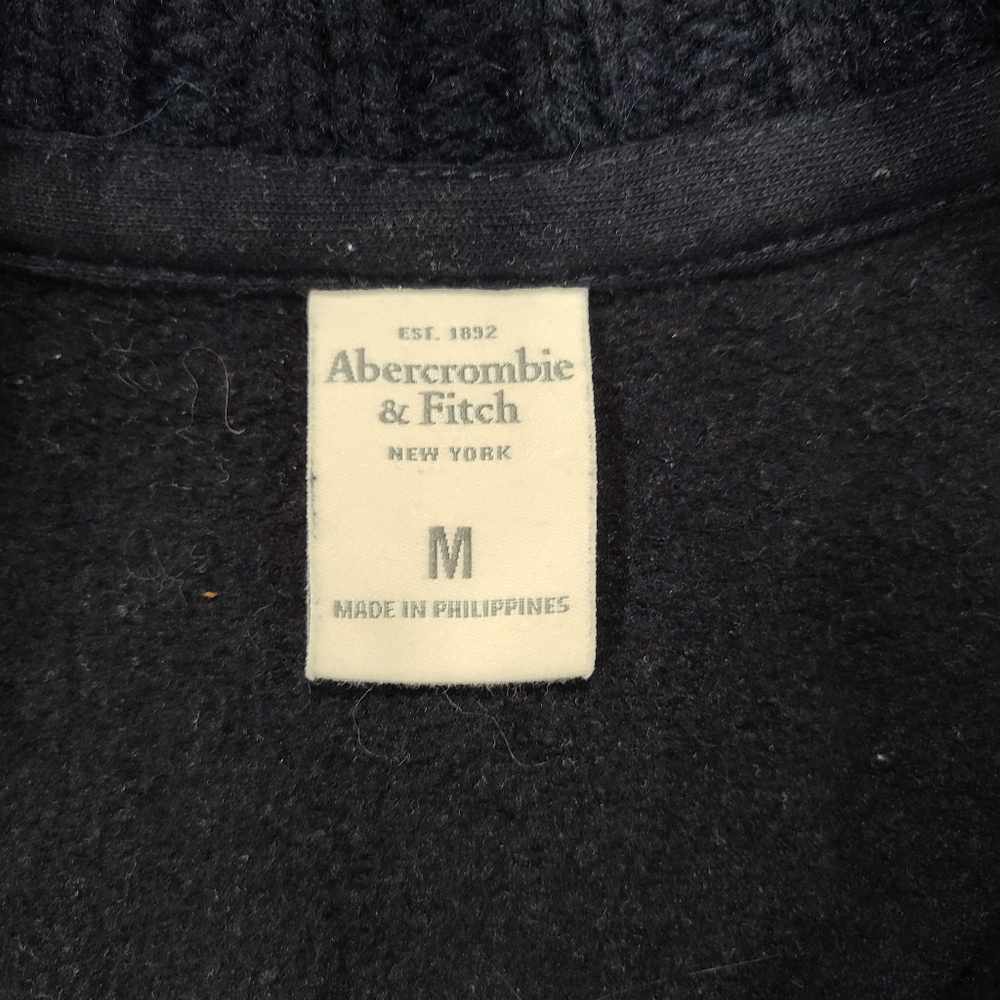 EST. 1892
Abercrombie
& Fitch
NEW YORK
M
MADE IN PHILIPPINES